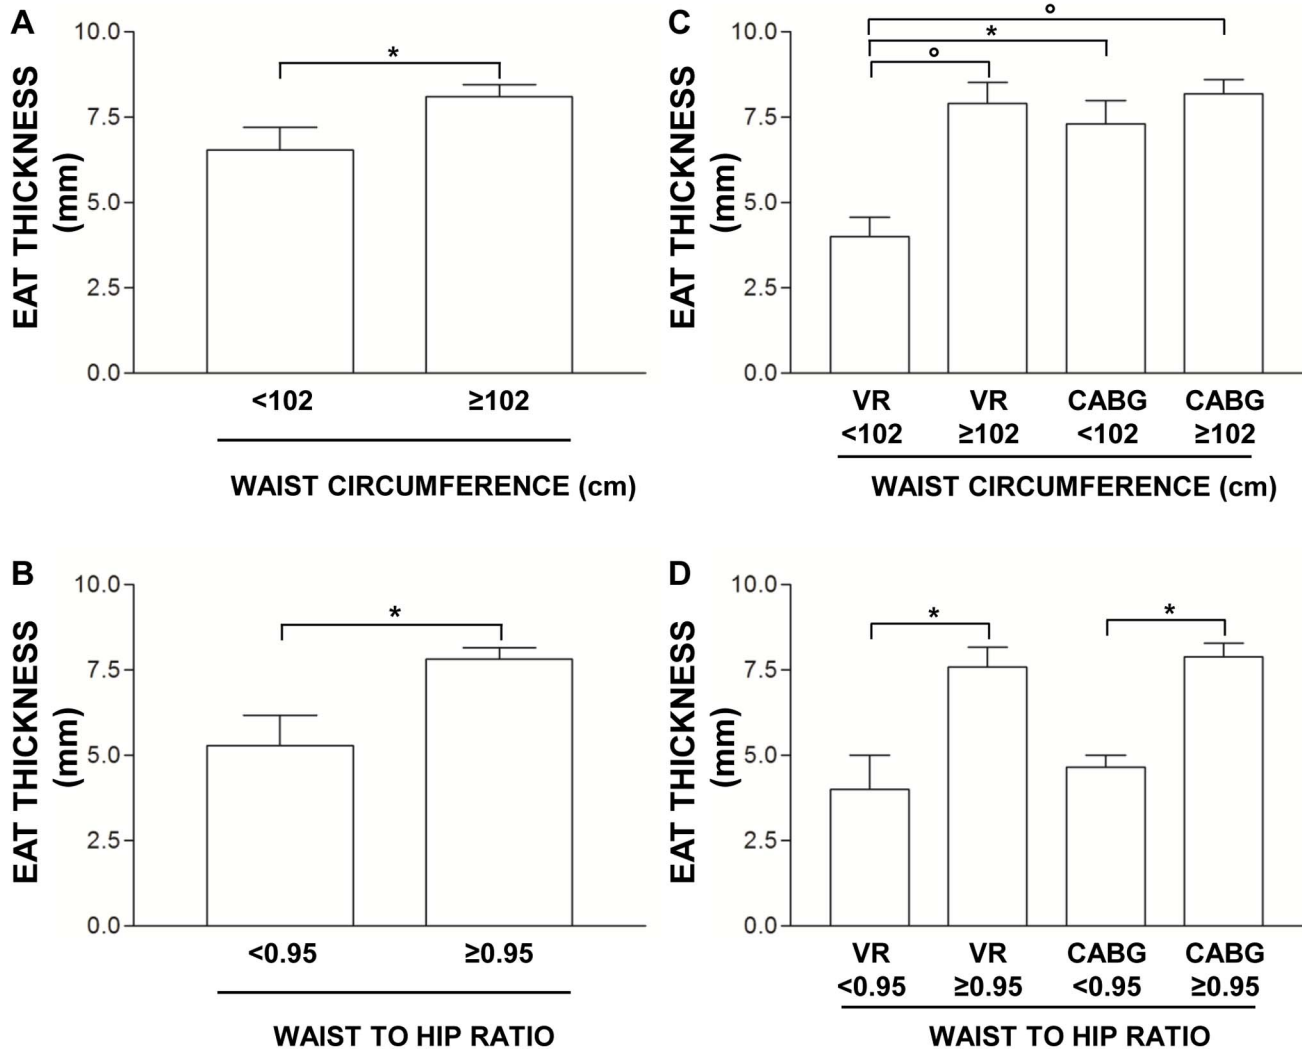 A
EAT THICKNESS
(mm)
10.0
7.5
5.0
2.5
0.0
*
<102 ≥102
WAIST CIRCUMFERENCE (cm)
C
EAT THICKNESS
(mm)
10.0
7.5
5.0
2.5
0.0
°
*
°
VR VR CABG CABG
<102 ≥102 <102 ≥102
WAIST CIRCUMFERENCE (cm)
B
EAT THICKNESS
(mm)
10.0
7.5
5.0
2.5
0.0
*
<0.95 ≥0.95
WAIST TO HIP RATIO
D
EAT THICKNESS
(mm)
10.0
7.5
5.0
2.5
0.0
* *
VR VR CABG CABG
<0.95 ≥0.95 <0.95 ≥0.95
WAIST TO HIP RATIO